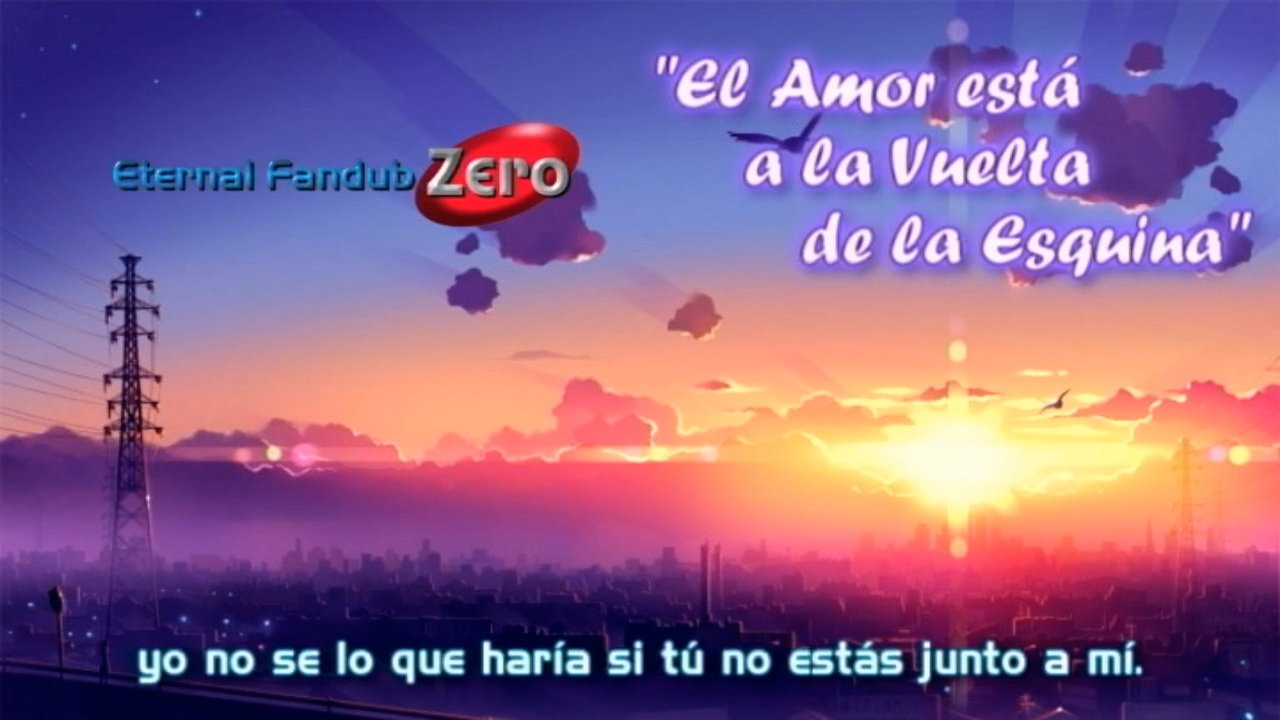 "El Amor está
a la Vuelta
de la Esquina"
Eternal Fandub Zero
yo no se lo que haría si tú no estás junto a mí.